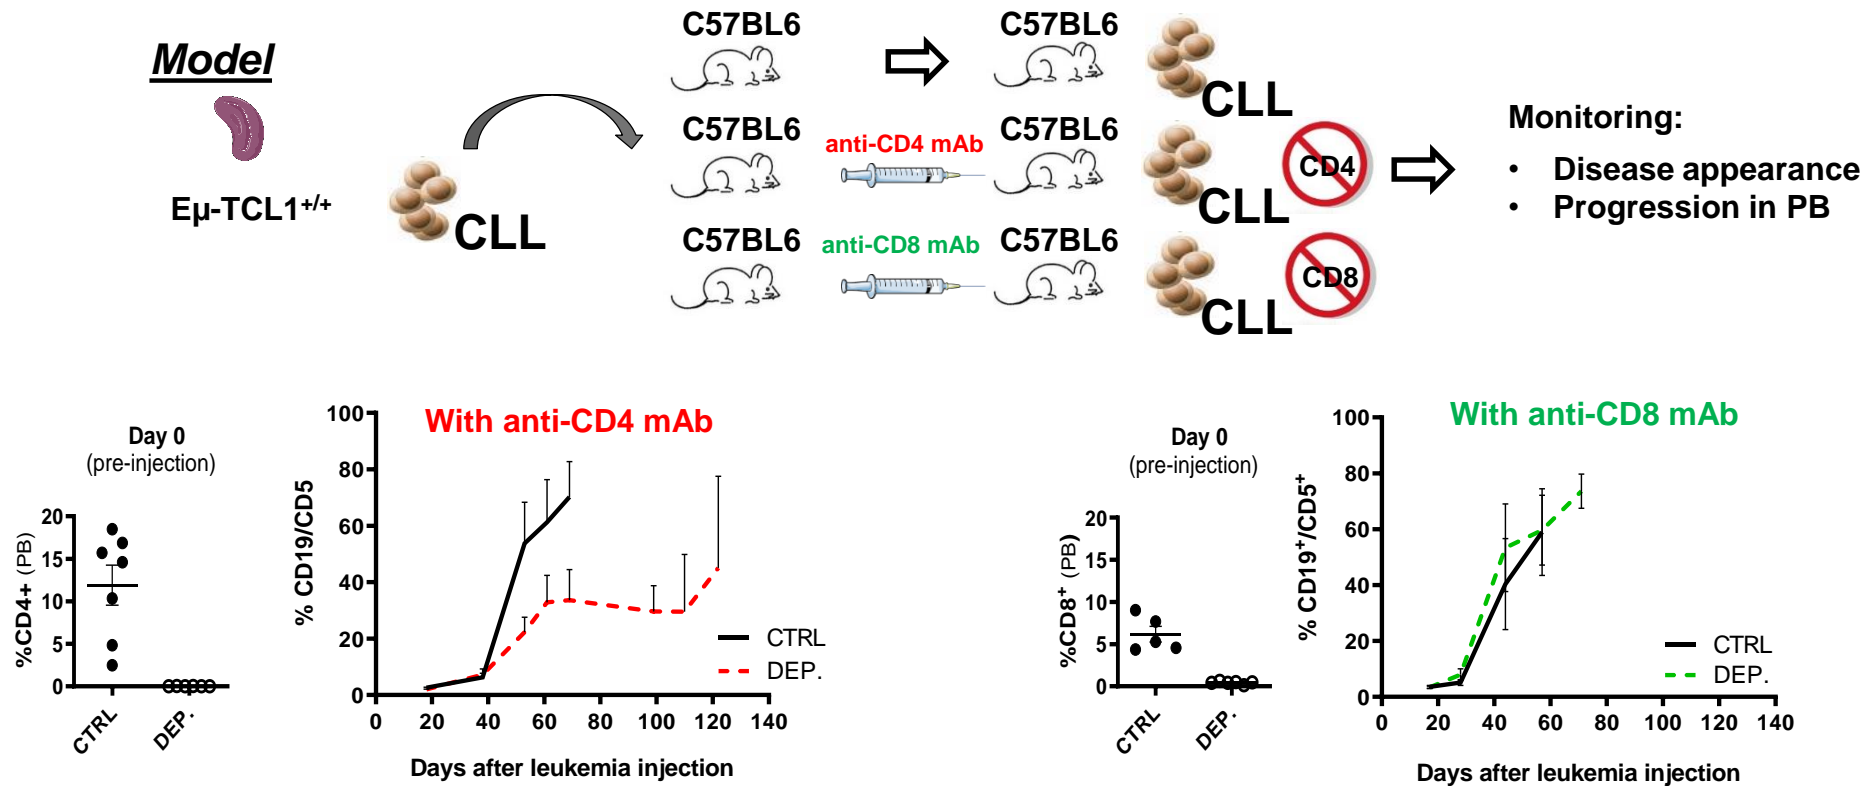 Model
Eμ-TCL1+/+
CLL
C57BL6
C57BL6
CLL
C57BL6
anti-CD4 mAb
C57BL6
CLL
CD4
C57BL6
anti-CD8 mAb
C57BL6
CLL
CD8
Monitoring:
• Disease appearance
• Progression in PB
Day 0
(pre-injection)
%CD4+ (PB)
20
15
10
5
0
CTRL
DEP.
With anti-CD4 mAb
% CD19/CD5
100
80
60
40
20
0
0 20 40 60 80 100 120 140
CTRL
DEP.
Days after leukemia injection
Day 0
(pre-injection)
%CD8+ (PB)
20
15
10
5
0
CTRL
DEP.
With anti-CD8 mAb
% CD19+/CD5+
100
80
60
40
20
0
0 20 40 60 80 100 120 140
CTRL
DEP.
Days after leukemia injection